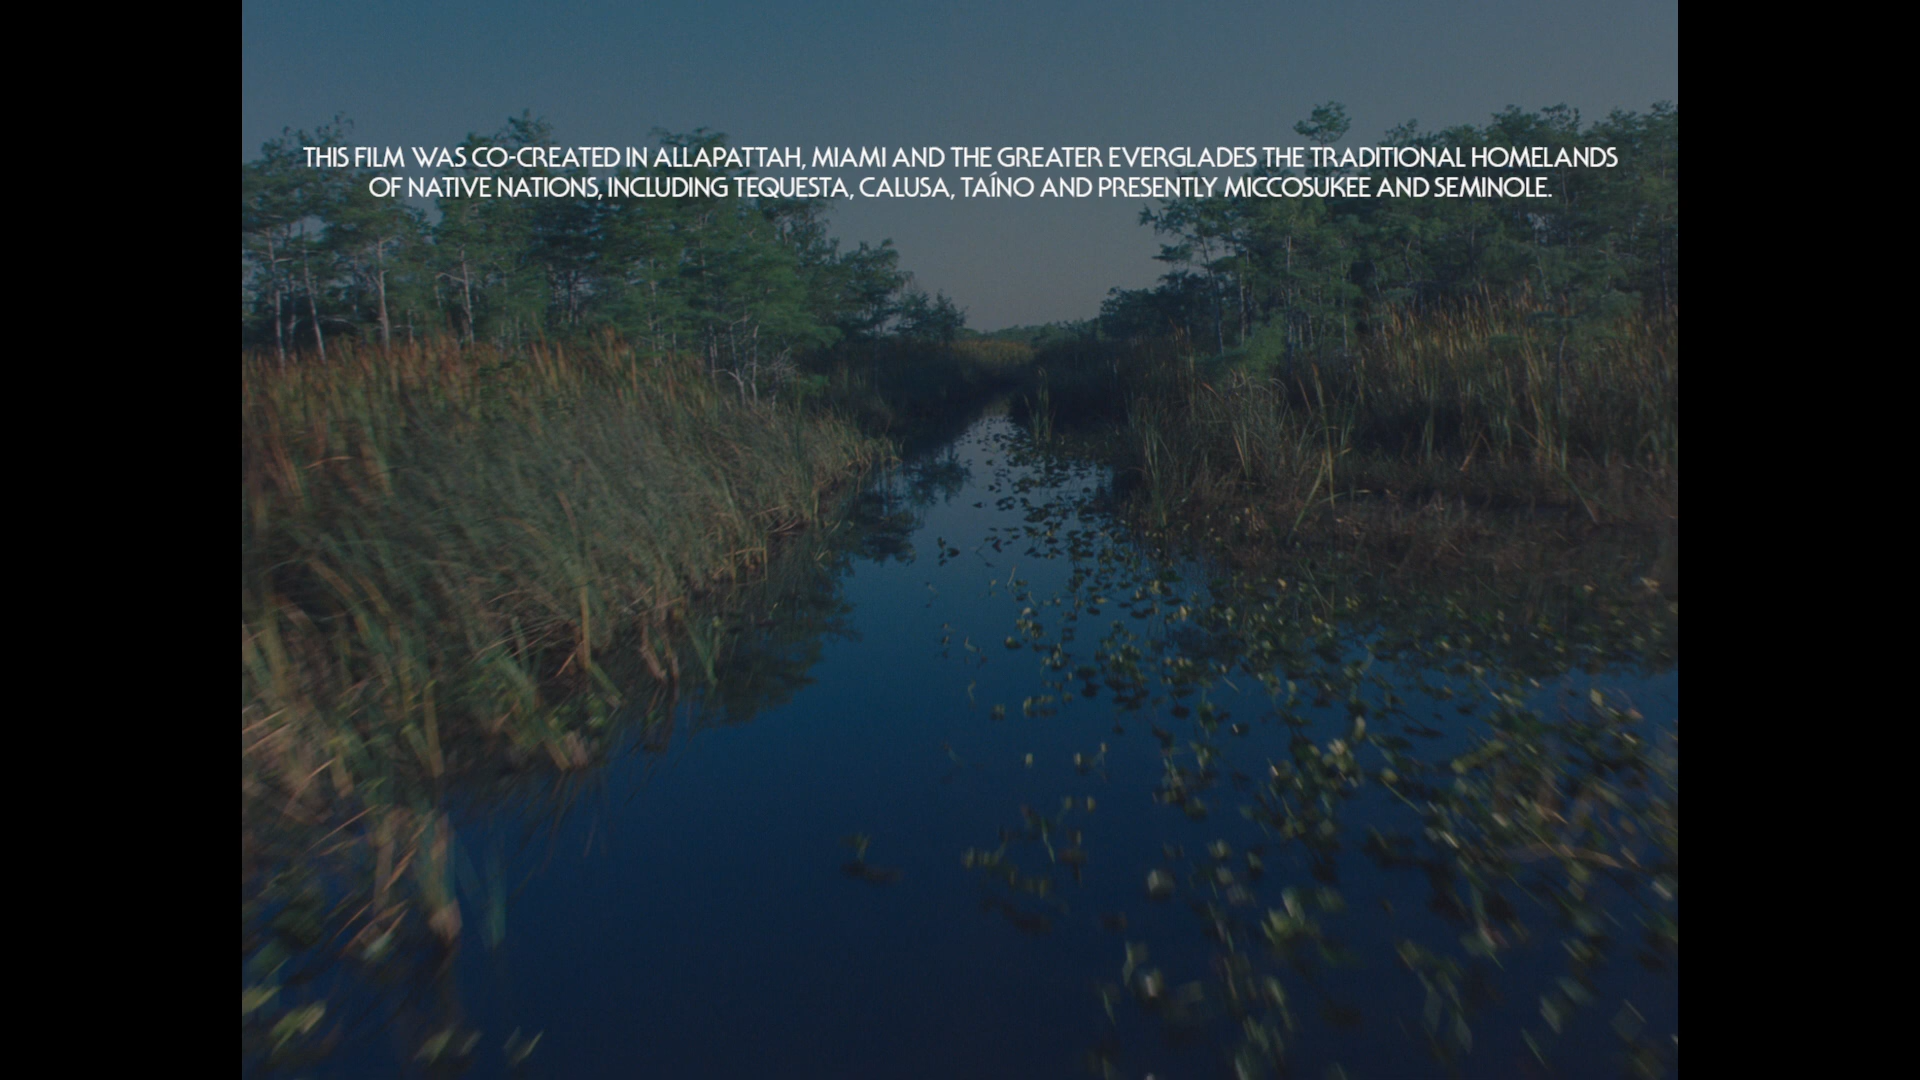 THIS FILM WAS CO-CREATED IN ALLAPATTAH, MIAMI AND THE GREATER EVERGLADES THE TRADITIONAL HOMELANDS
OF NATIVE NATIONS, INCLUDING TEQUESTA, CALUSA, TAÍNO AND PRESENTLY MICCOSUKEE AND SEMINOLE.